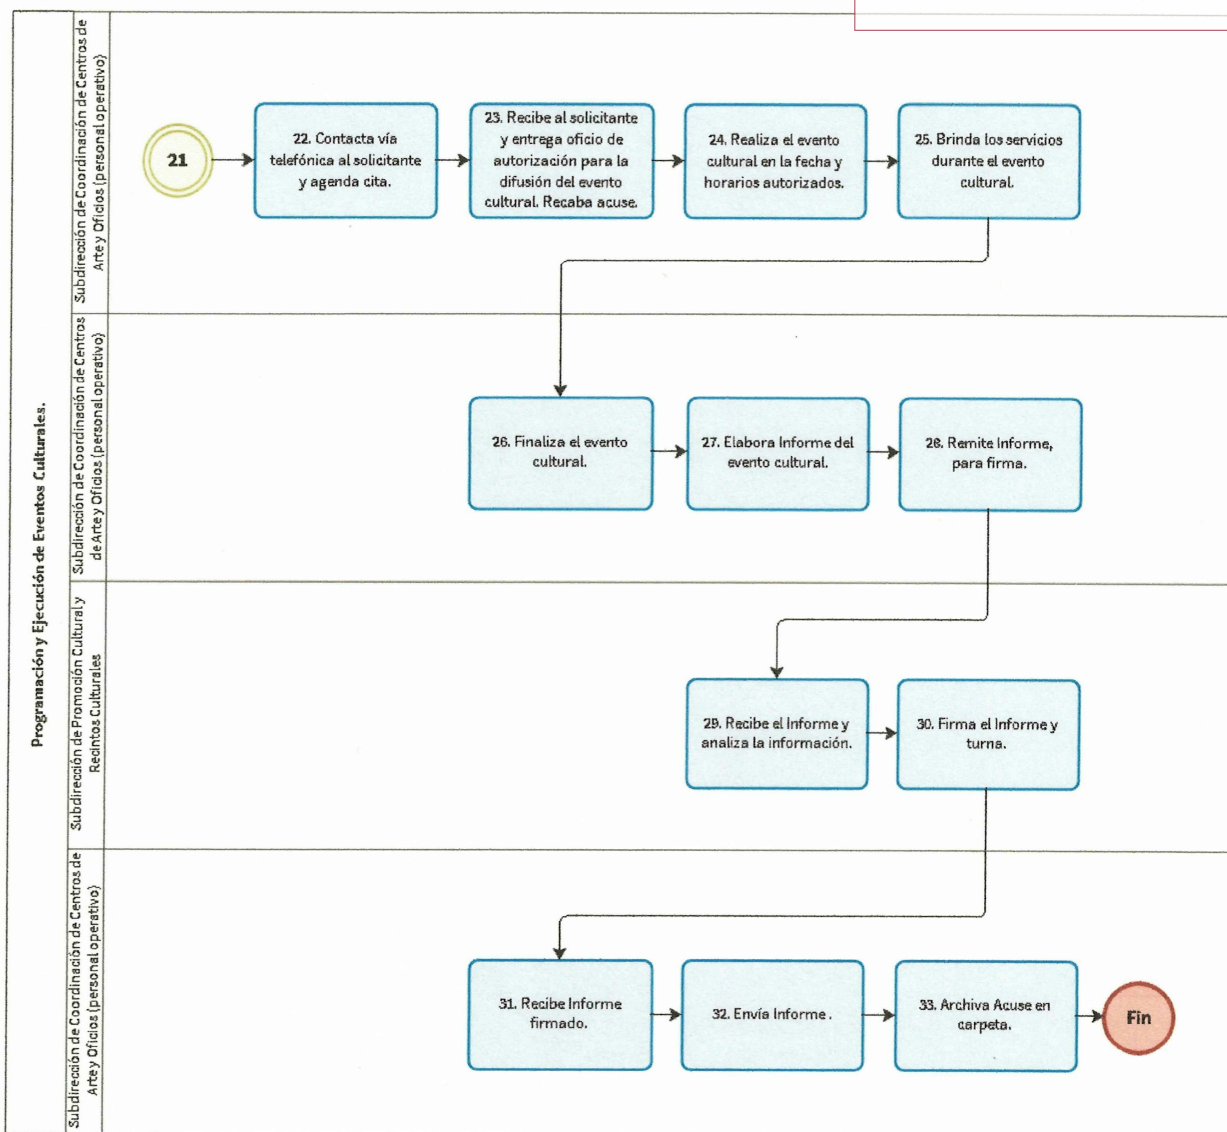 Programación y Ejecución de Eventos Culturales.
Subdirección de Coordinación de Centros de
Arte y Oficios (personal operativo)
21
22. Contacta vía
telefónica al solicitante
y agenda cita.
23. Recibe al solicitante
y entrega oficio de
autorización para la
difusión del evento
cultural. Recaba acuse.
24. Realiza el evento
cultural en la fecha y
horarios autorizados.
25. Brinda los servicios
durante el evento
cultural.
Subdirección de Coordinación de Centros
de Arte y Oficios (personal operativo)
26. Finaliza el evento
cultural.
27. Elabora Informe del
evento cultural.
28. Remite Informe,
para firma.
Subdirección de Promoción Cultural y
Recintos Culturales
29. Recibe el Informe y
analiza la información.
30. Firma el Informe y
turna.
Subdirección de Coordinación de Centros de
Arte y Oficios (personal operativo)
31. Recibe Informe
firmado.
32. Envía Informe.
33. Archiva Acuse en
carpeta.
Fin